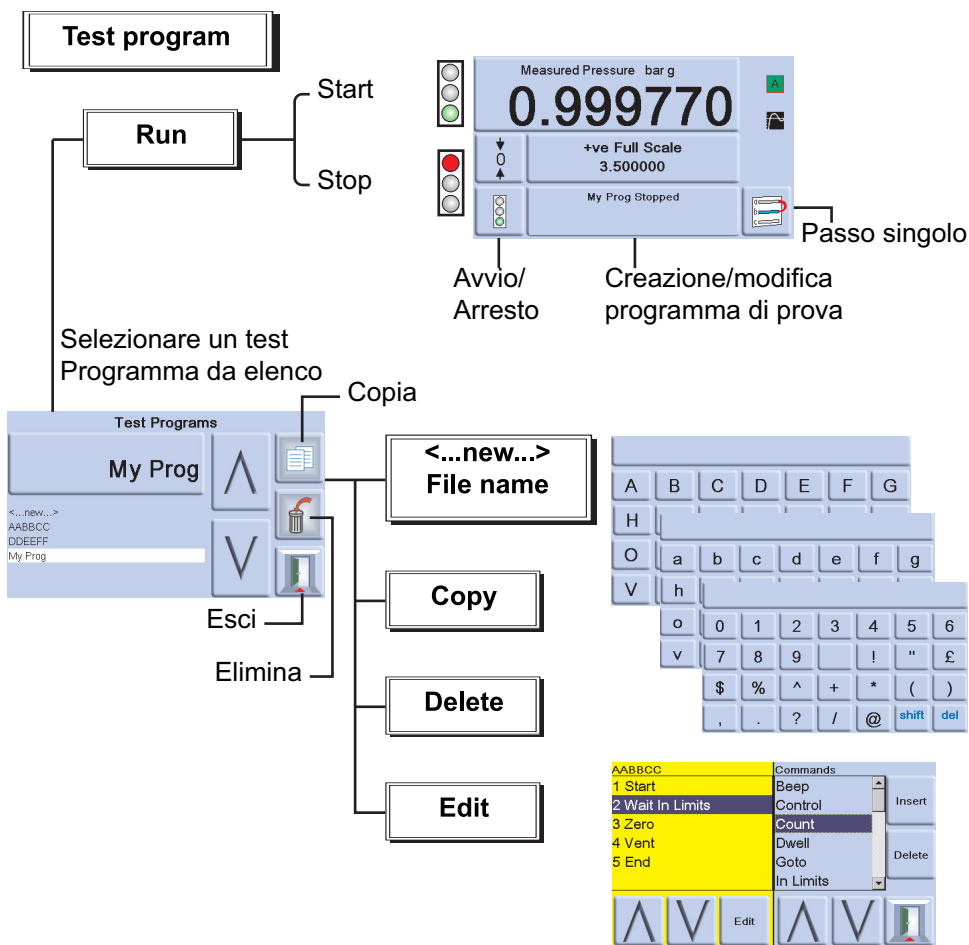 Test program
Run
Start
Stop
Measured Pressure bar g
0.999770
A
0
+ve Full Scale
3.500000
My Prog Stopped
Passo singolo
Avvio/
Arresto
Creazione/modifica
programma di prova
Selezionare un test
Programma da elenco
Copia
Test Programs
My Prog
<...new...>
AABBCC
DDEEFF
My Prog
Esci
Elimina
<...new...>
File name
Copy
Delete
Edit
A B C D E F G
H
O
V
a b c d e f g
h
o
v
0 1 2 3 4 5 6
7 8 9 ! " £
$ % ^ + * ( )
, . ? / @ shift del
AABBCC
1 Start
2 Wait In Limits
3 Zero
4 Vent
5 End
Edit
Commands
Beep
Control
Count
Dwell
Goto
In Limits
Insert
Delete